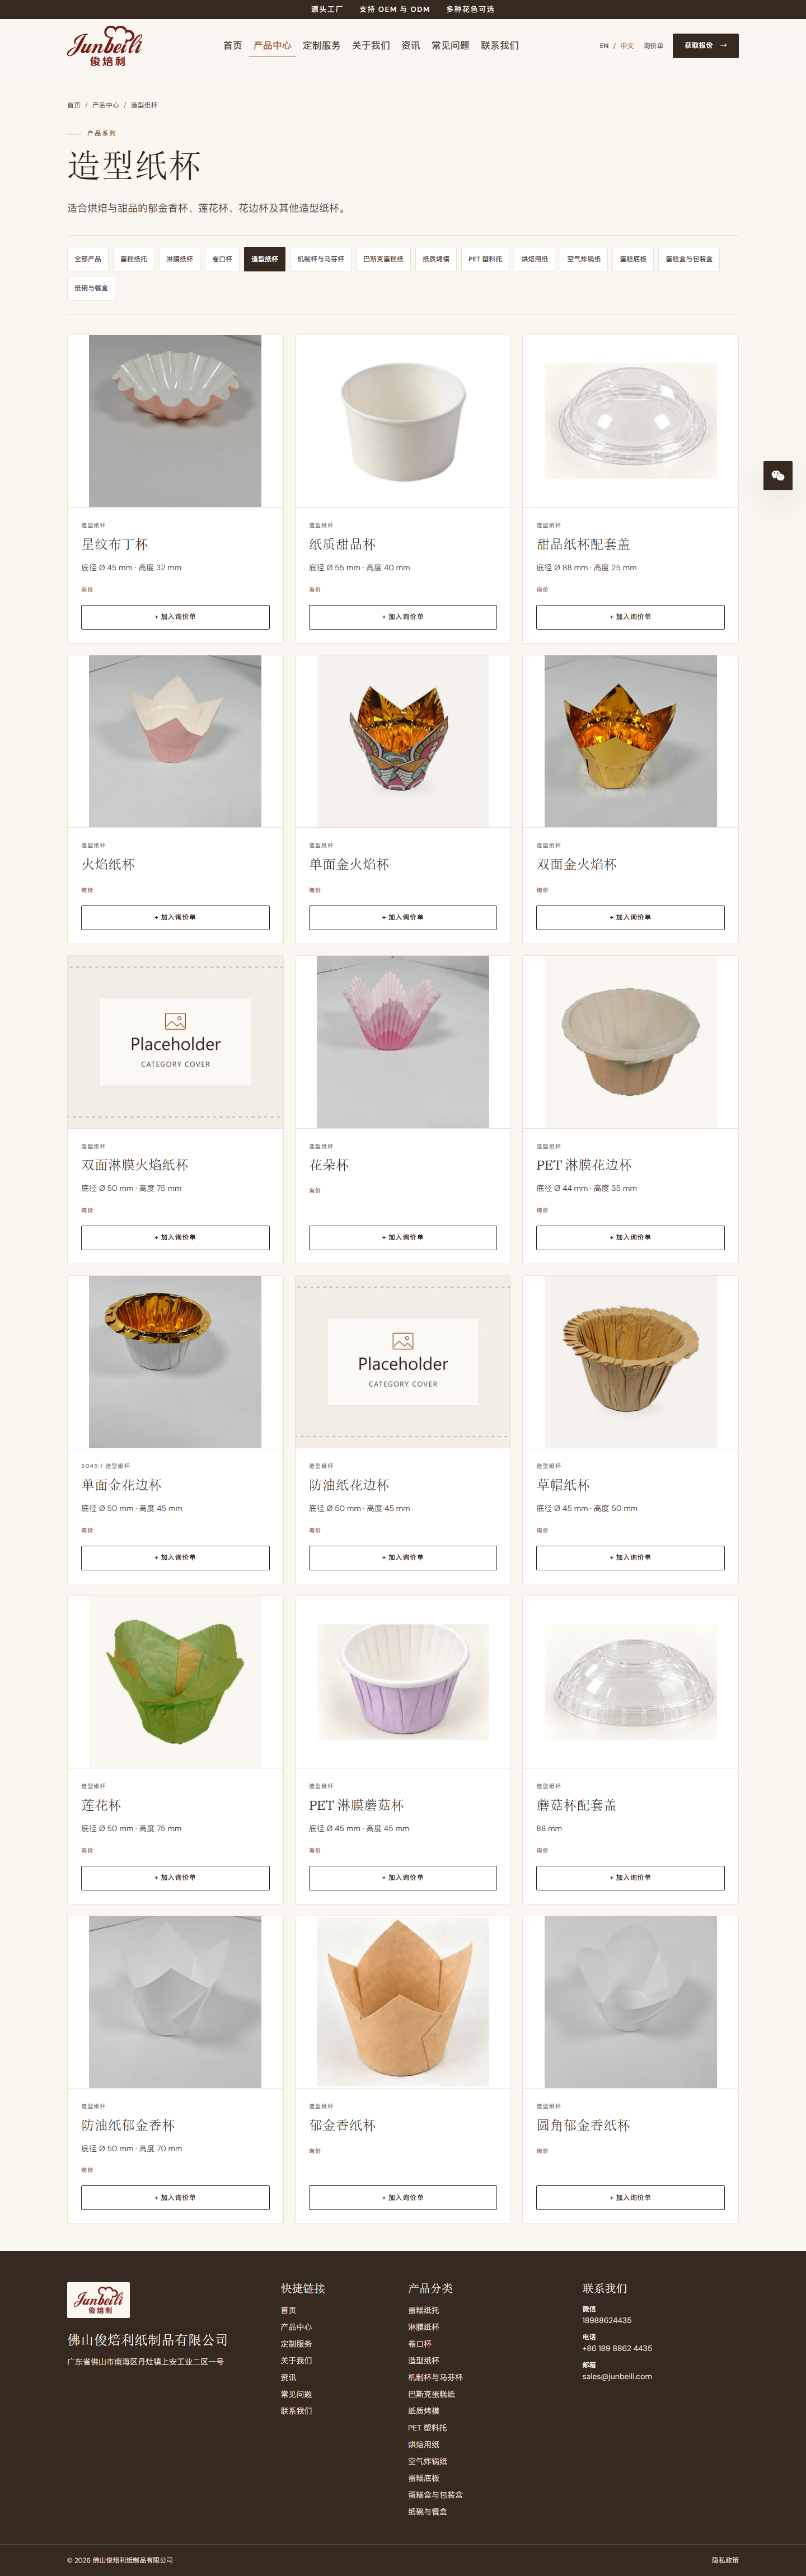 源头工厂 支持 OEM 与 ODM 多种花色可选
Junbeili
俊焙利
首页 产品中心 定制服务 关于我们 资讯 常见问题 联系我们
EN / 中文 询价单 获取报价 →
首页 / 产品中心 / 造型纸杯
产品系列
造型纸杯
适合烘焙与甜品的郁金香杯、莲花杯、花边杯及其他造型纸杯。
全部产品 蛋糕纸托 淋膜纸杯 卷口杯 造型纸杯 机制杯与马芬杯 巴斯克蛋糕纸 纸质烤模 PET 塑料托 烘焙用纸 空气炸锅纸 蛋糕底板 蛋糕盒与包装盒
纸碗与餐盒
造型纸杯
星纹布丁杯
底径 Ø 45 mm · 高度 32 mm
询价
+ 加入询价单
造型纸杯
纸质甜品杯
底径 Ø 55 mm · 高度 40 mm
询价
+ 加入询价单
造型纸杯
甜品纸杯配套盖
底径 Ø 88 mm · 高度 25 mm
询价
+ 加入询价单
造型纸杯
火焰纸杯
询价
+ 加入询价单
造型纸杯
单面金火焰杯
询价
+ 加入询价单
造型纸杯
双面金火焰杯
询价
+ 加入询价单
Placeholder
CATEGORY COVER
造型纸杯
双面淋膜火焰纸杯
底径 Ø 50 mm · 高度 75 mm
询价
+ 加入询价单
造型纸杯
花朵杯
询价
+ 加入询价单
造型纸杯
PET 淋膜花边杯
底径 Ø 44 mm · 高度 35 mm
询价
+ 加入询价单
5045 / 造型纸杯
单面金花边杯
底径 Ø 50 mm · 高度 45 mm
询价
+ 加入询价单
Placeholder
CATEGORY COVER
造型纸杯
防油纸花边杯
底径 Ø 50 mm · 高度 45 mm
询价
+ 加入询价单
造型纸杯
草帽纸杯
底径 Ø 45 mm · 高度 50 mm
询价
+ 加入询价单
造型纸杯
莲花杯
底径 Ø 50 mm · 高度 75 mm
询价
+ 加入询价单
造型纸杯
PET 淋膜蘑菇杯
底径 Ø 45 mm · 高度 45 mm
询价
+ 加入询价单
造型纸杯
蘑菇杯配套盖
88 mm
询价
+ 加入询价单
造型纸杯
防油纸郁金香杯
底径 Ø 50 mm · 高度 70 mm
询价
+ 加入询价单
造型纸杯
郁金香纸杯
询价
+ 加入询价单
造型纸杯
圆角郁金香纸杯
询价
+ 加入询价单
Junbeili
俊焙利
佛山俊焙利纸制品有限公司
广东省佛山市南海区丹灶镇上安工业二区一号
快捷链接
首页
产品中心
定制服务
关于我们
资讯
常见问题
联系我们
产品分类
蛋糕纸托
淋膜纸杯
卷口杯
造型纸杯
机制杯与马芬杯
巴斯克蛋糕纸
纸质烤模
PET 塑料托
烘焙用纸
空气炸锅纸
蛋糕底板
蛋糕盒与包装盒
纸碗与餐盒
联系我们
微信
18988624435
电话
+86 189 8862 4435
邮箱
sales@junbeili.com
© 2026 佛山俊焙利纸制品有限公司
隐私政策